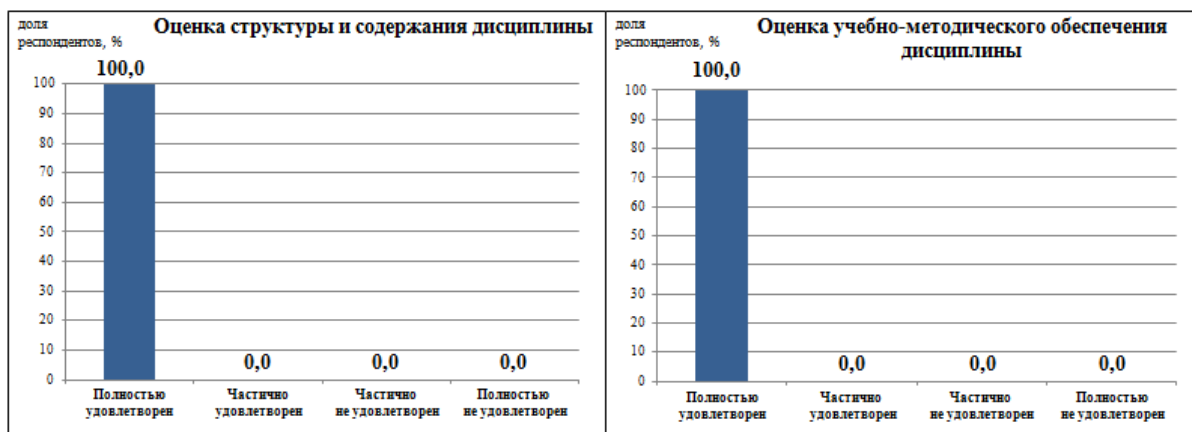 доля
респондентов, %
Оценка структуры и содержания дисциплины
100,0
100
90
80
70
60
50
40
30
20
10
0
0,0 0,0 0,0
Полностью удовлетворен
Частично удовлетворен
Частично не удовлетворен
Полностью не удовлетворен
доля
респондентов, %
Оценка учебно-методического обеспечения
дисциплины
100,0
100
90
80
70
60
50
40
30
20
10
0
0,0 0,0 0,0
Полностью удовлетворен
Частично удовлетворен
Частично не удовлетворен
Полностью не удовлетворен